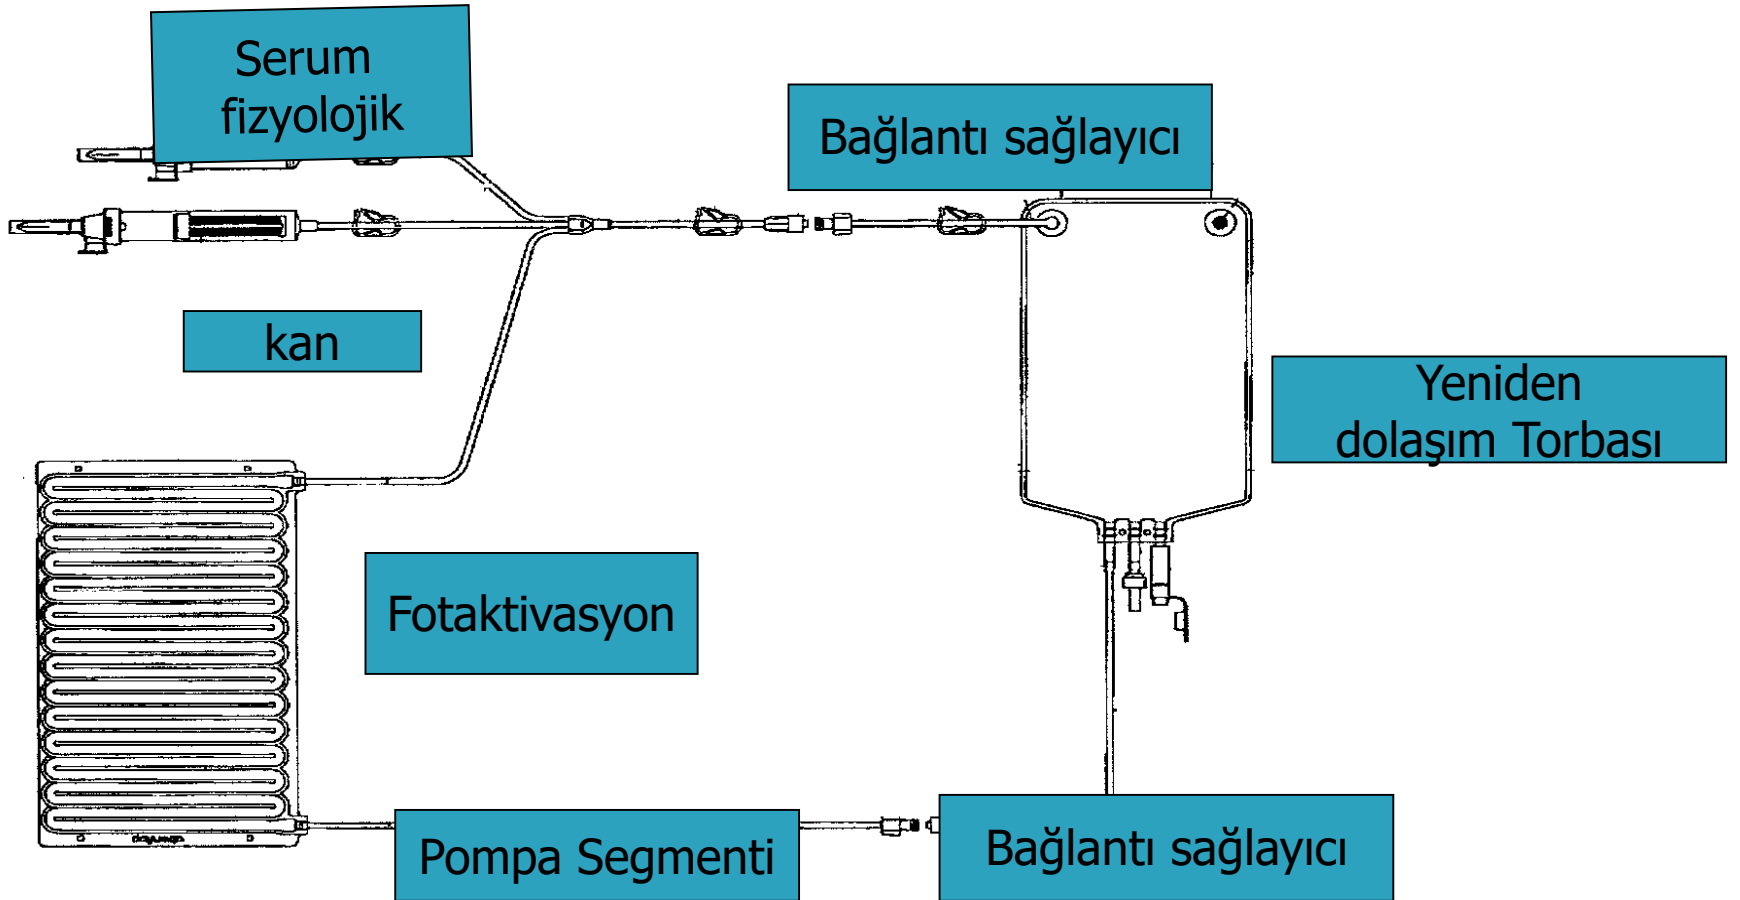 Serum
fizyolojik
Bağlantı sağlayıcı
kan
Yeniden
dolaşım Torbası
Fotaktivasyon
Pompa Segmenti
Bağlantı sağlayıcı